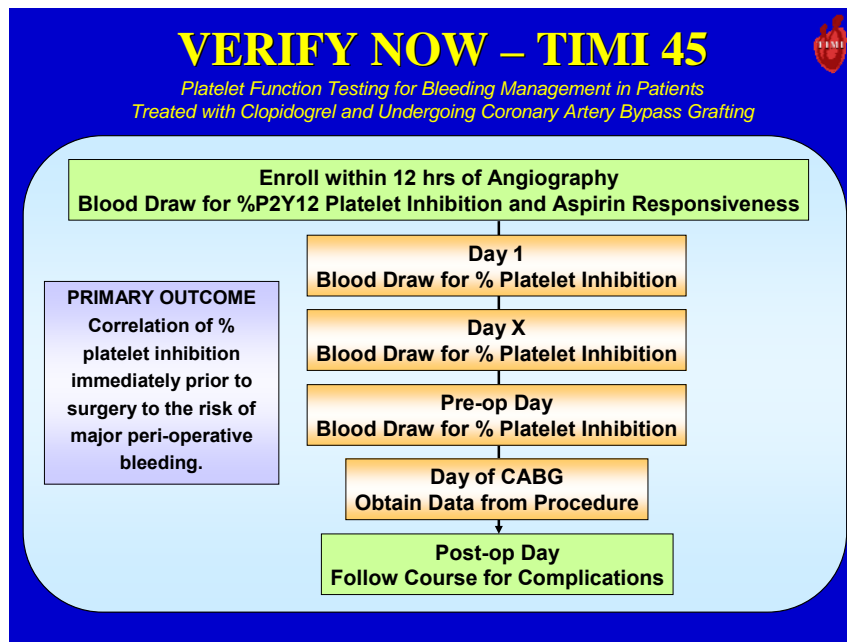 VERIFY NOW – TIMI 45
TIMI
Platelet Function Testing for Bleeding Management in Patients
Treated with Clopidogrel and Undergoing Coronary Artery Bypass Grafting
Enroll within 12 hrs of Angiography
Blood Draw for %P2Y12 Platelet Inhibition and Aspirin Responsiveness
Day 1
Blood Draw for % Platelet Inhibition
PRIMARY OUTCOME
Correlation of %
platelet inhibition
immediately prior to
surgery to the risk of
major peri-operative
bleeding.
Day X
Blood Draw for % Platelet Inhibition
Pre-op Day
Blood Draw for % Platelet Inhibition
Day of CABG
Obtain Data from Procedure
Post-op Day
Follow Course for Complications